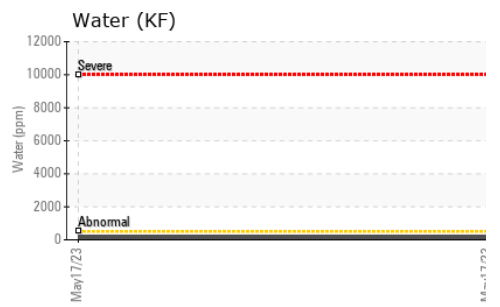 Water (KF)
12000
10000
8000
6000
4000
2000
0
Water (ppm)
Severe
Abnormal
May17/23
May17/23